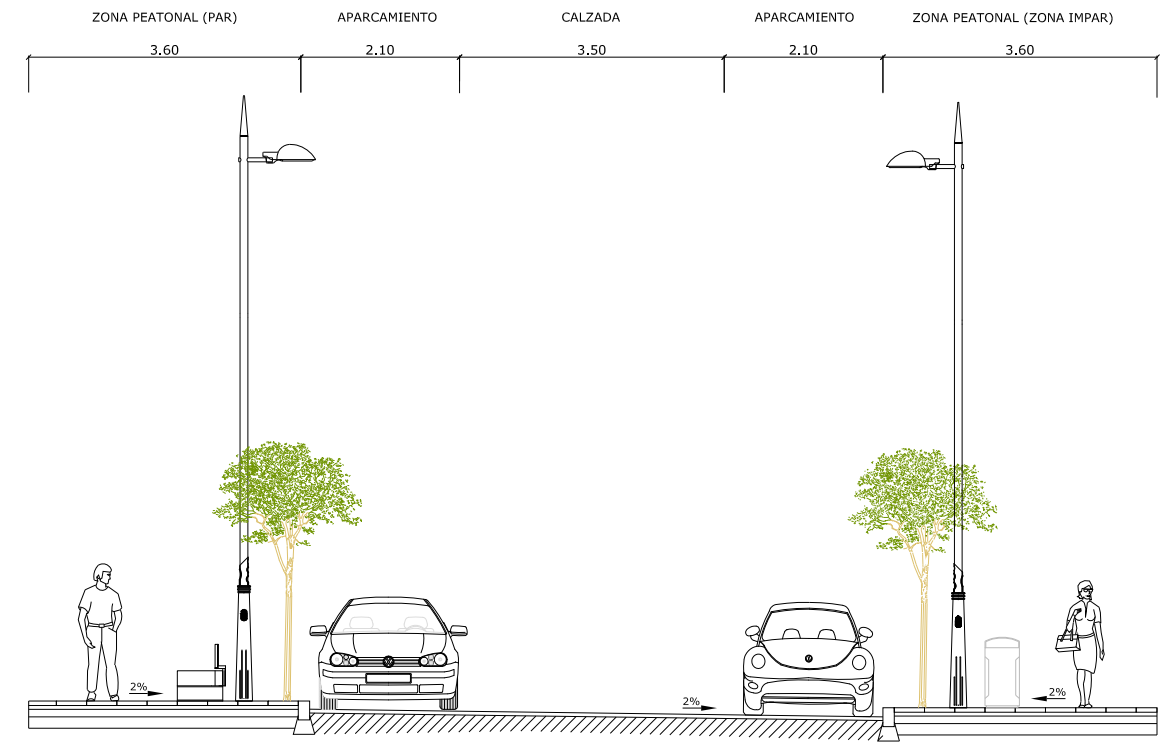 ZONA PEATONAL (PAR) APARCAMIENTO CALZADA APARCAMIENTO ZONA PEATONAL (ZONA IMPAR)
3.60 2.10 3.50 2.10 3.60
2% 2% 2%